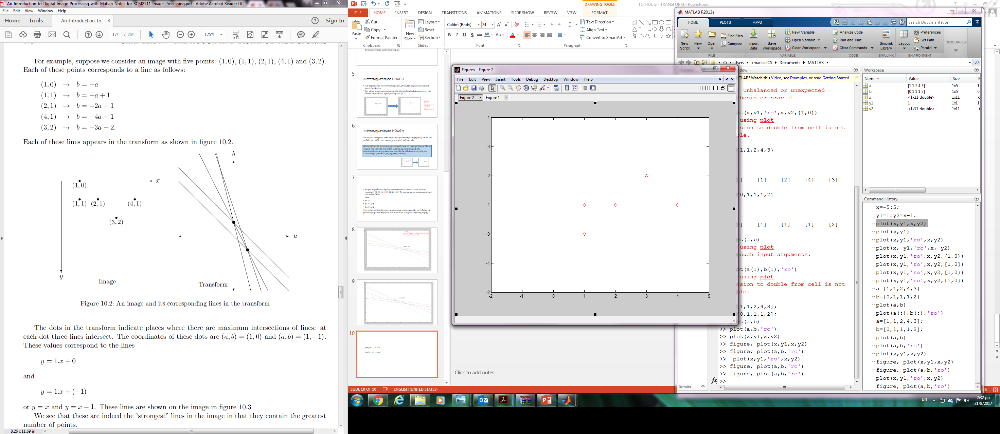 An-Introduction-to-Digital-Image-Processing-with-Matlab-Notes-for-SCM2511-Image-Processing.pdf - Adobe Acrobat Reader DC
File Edit View Window Help
Home Tools An-Introduction-to... × Sign In
174 / 264 125%
For example, suppose we consider an image with five points: (1, 0), (1, 1), (2, 1), (4, 1) and (3, 2).
Each of these points corresponds to a line as follows:
(1, 0) → b = −a
(1, 1) → b = −a + 1
(2, 1) → b = −2a + 1
(4, 1) → b = −4a + 1
(3, 2) → b = −3a + 2.
Each of these lines appears in the transform as shown in figure 10.2.
b
x
(1, 0)
(1, 1) (2, 1) (4, 1)
(3, 2)
a
y
Image
Transform
Figure 10.2: An image and its corresponding lines in the transform
The dots in the transform indicate places where there are maximum intersections of lines: at
each dot three lines intersect. The coordinates of these dots are (a, b) = (1, 0) and (a, b) = (1, −1).
These values correspond to the lines
y = 1.x + 0
and
y = 1.x + (−1)
or y = x and y = x − 1. These lines are shown on the image in figure 10.3.
We see that these are indeed the “strongest” lines in the image in that they contain the greatest
number of points.
8,26 x 11,69 in
DRAWING TOOLS
TO HOUGH TRANSFORM - PowerPoint
FILE HOME INSERT DESIGN TRANSITIONS ANIMATIONS SLIDE SHOW REVIEW VIEW FORMAT
Cut
Copy
Format Painter
Paste
Clipboard
New
Slide
Layout
Reset
Section
Slides
Calibri (Body) 24
Font
Text Direction
Align Text
Convert to SmartArt
Paragraph
5
Μετασχηματισμός HOUGH
6
Μετασχηματισμός HOUGH
7
• b=-a
• b=-a+1
• b=-4*a+1
• b=-3*a+2
8
9
10
(a,b)= (0,1) -> y= 1
(a,b)=(1,-1) -> y=x-1
Click to add notes
SLIDE 10 OF 10 ENGLISH (UNITED STATES)
Figures - Figure 2
File Edit View Insert Tools Debug Desktop Window Help
Figure 2 × Figure 1 ×
4
3
2
1
0
-1
-2
-2 -1 0 1 2 3 4 5
MATLAB R2013a
HOME PLOTS APPS Search Documentation
New
Script
New
Open
Find Files
Compare
FILE
Import
Data
Save
Workspace
New Variable
Open Variable
Clear Workspace
VARIABLE
Analyze Code
Run and Time
Clear Commands
CODE
Simulink
Library
SIMULINK
Layout
Preferences
Set Path
Parallel
ENVIRONMENT
RESOURCES
C: Users kmarias.ICS Documents MATLAB
TLAB? Watch this Video, see Examples, or read Getting Started.
Unbalanced or unexpected
hesis or bracket.
t(x,y1,'ro',x,y2,{1,0})
using plot
sion to double from cell is not
le.
1,1,2,4,3}
[1] [2] [4] [3]
0,1,1,1,2}
[1] [1] [1] [2]
t(a,b)
using plot
ough input arguments.
t(a(:),b(:),'ro')
using plot
sion to double from cell is not
le.
1,1,2,4,3];
0,1,1,1,2];
t(a,b)
>> plot(a,b,'ro')
>> plot(x,y1,x,y2)
>> figure, plot(x,y1,x,y2)
>> figure, plot(a,b,'ro')
>> plot(x,y1,'ro',x,y2)
>> figure, plot(a,b,'ro')
>> figure, plot(a,b,'ro')
fx >>
Details
Workspace
Name Value Size
a [1 1 2 4 3] 1x5
b [0 1 1 1 2] 1x5
x <1x11 double> 1x11
y1 1 1x1
y2 <1x11 double> 1x11
Command History
x=-5:5;
y1=1;y2=x-1;
plot(x,y1,x,y2)
plot(x,y1)
plot(x,y1,'ro',x,y2)
plot(x,-y1,'ro',x,-y2)
plot(x,y1,'ro',x,y2,(1,0))
plot(x,y1,'ro',x,y2,[1,0])
plot(x,y1,'ro',x,y2,[1,0})
plot(x,y1,'ro',x,y2,{1,0})
a={1,1,2,4,3}
b={0,1,1,1,2}
plot(a,b)
plot(a(:),b(:),'ro')
a=[1,1,2,4,3];
b=[0,1,1,1,2];
plot(a,b)
plot(a,b,'ro')
plot(x,y1,x,y2)
figure, plot(x,y1,x,y2)
figure, plot(a,b,'ro')
plot(x,y1,'ro',x,y2)
figure, plot(a,b,'ro')
EN
2:32 μμ
21/8/2017